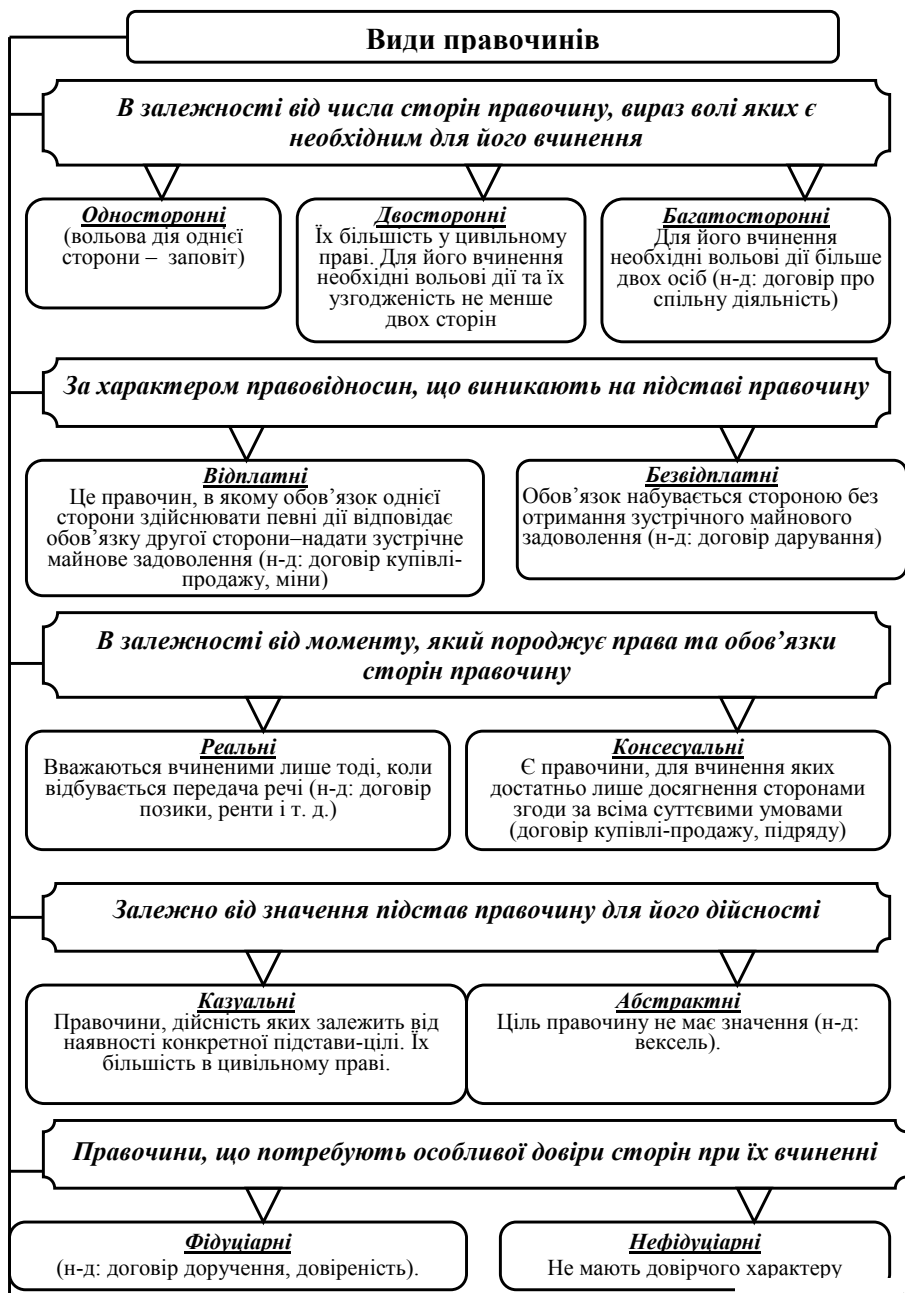 Види правочинів
В залежності від числа сторін правочину, вираз волі яких є
необхідним для його вчинення
Односторонні
(вольова дія однієї
сторони – заповіт)
Двосторонні
Їх більшість у цивільному
праві. Для його вчинення
необхідні вольові дії та їх
узгодженість не менше
двох сторін
Багатосторонні
Для його вчинення
необхідні вольові дії більше
двох осіб (н-д: договір про
спільну діяльність)
За характером правовідносин, що виникають на підставі правочину
Відплатні
Це правочин, в якому обов’язок однієї
сторони здійснювати певні дії відповідає
обов’язку другої сторони–надати зустрічне
майнове задоволення (н-д: договір купівлі-
продажу, міни)
Безвідплатні
Обов’язок набувається стороною без
отримання зустрічного майнового
задоволення (н-д: договір дарування)
В залежності від моменту, який породжує права та обов’язки
сторін правочину
Реальні
Вважаються вчиненими лише тоді, коли
відбувається передача речі (н-д: договір
позики, ренти і т. д.)
Консесуальні
Є правочини, для вчинення яких
достатньо лише досягнення сторонами
згоди за всіма суттєвими умовами
(договір купівлі-продажу, підряду)
Залежно від значення підстав правочину для його дійсності
Казуальні
Правочини, дійсність яких залежить від
наявності конкретної підстави-цілі. Їх
більшість в цивільному праві.
Абстрактні
Ціль правочину не має значення (н-д:
вексель).
Правочини, що потребують особливої довіри сторін при їх вчиненні
Фідуціарні
(н-д: договір доручення, довіреність).
Нефідуціарні
Не мають довірчого характеру